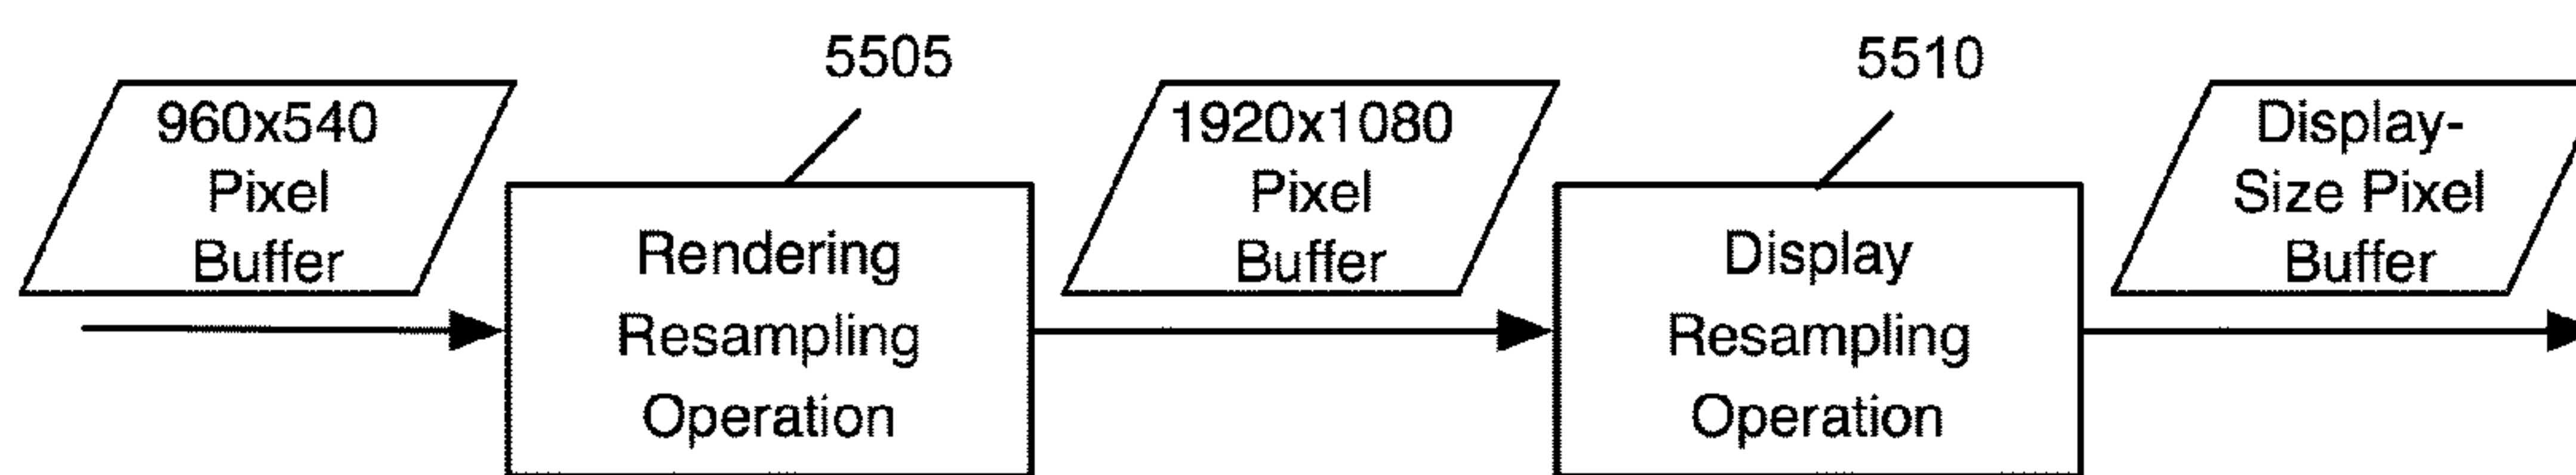 5505
5510
960x540
Pixel
Buffer
Rendering
Resampling
Operation
1920x1080
Pixel
Buffer
Display
Resampling
Operation
Display-
Size Pixel
Buffer